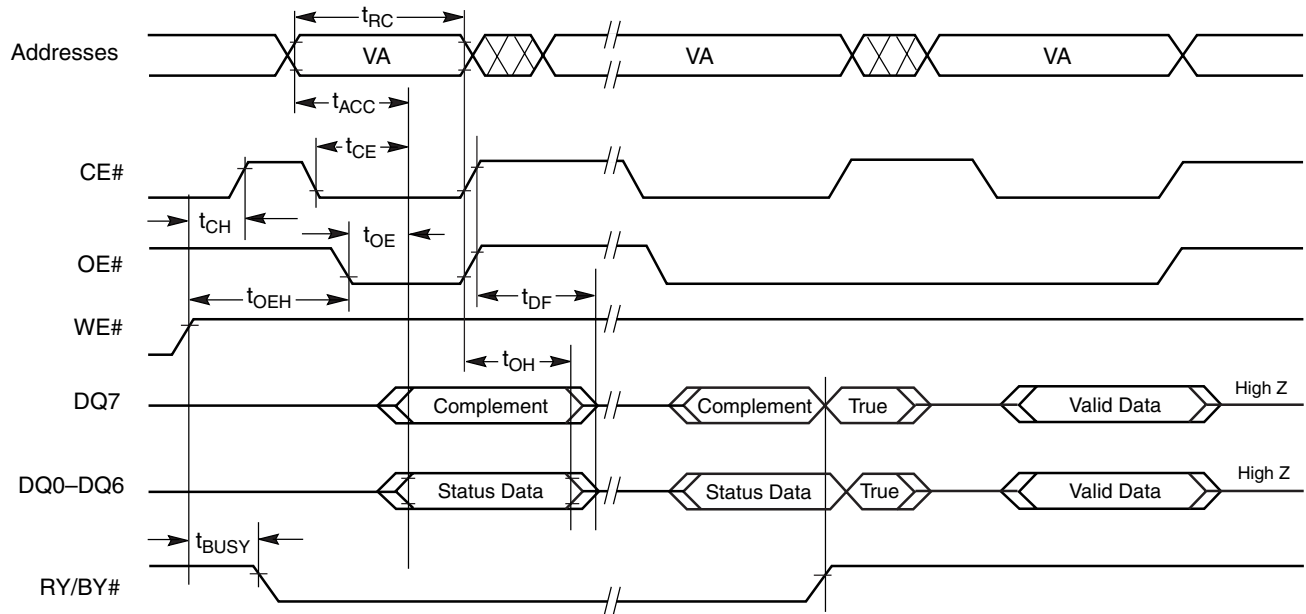 tRC
Addresses VA VA VA
tACC
tCE
CE#
tCH
tOE
OE#
tOEH
tDF
WE#
tOH
DQ7 Complement Complement True Valid Data High Z
DQ0–DQ6 Status Data Status Data True Valid Data High Z
tBUSY
RY/BY#